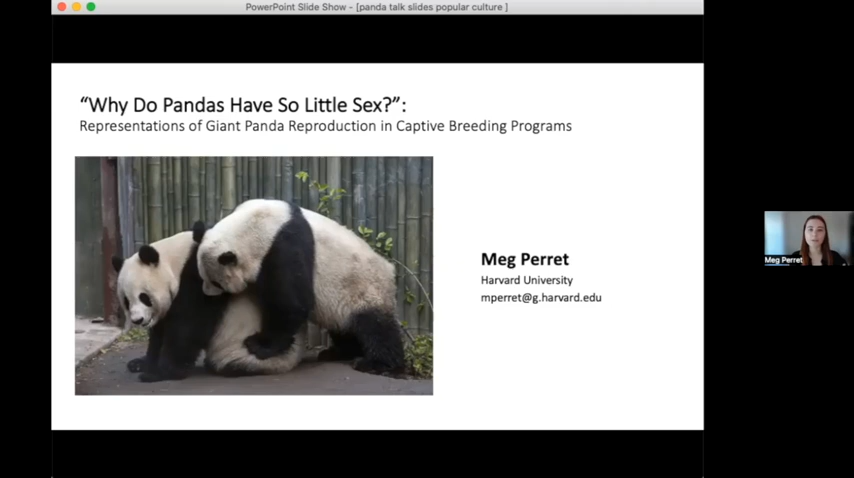 PowerPoint Slide Show - [panda talk slides popular culture ]
“Why Do Pandas Have So Little Sex?”:
Representations of Giant Panda Reproduction in Captive Breeding Programs
Meg Perret
Harvard University
mperret@g.harvard.edu
Meg Perret